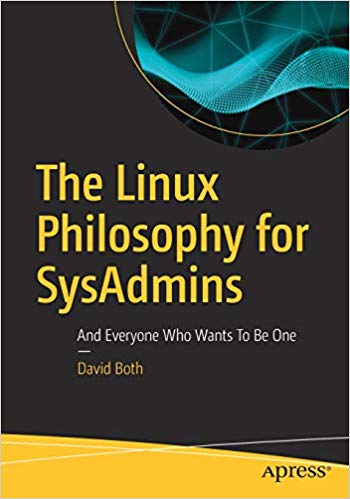 The Linux
Philosophy for
SysAdmins
And Everyone Who Wants To Be One
—
David Both
Apress®